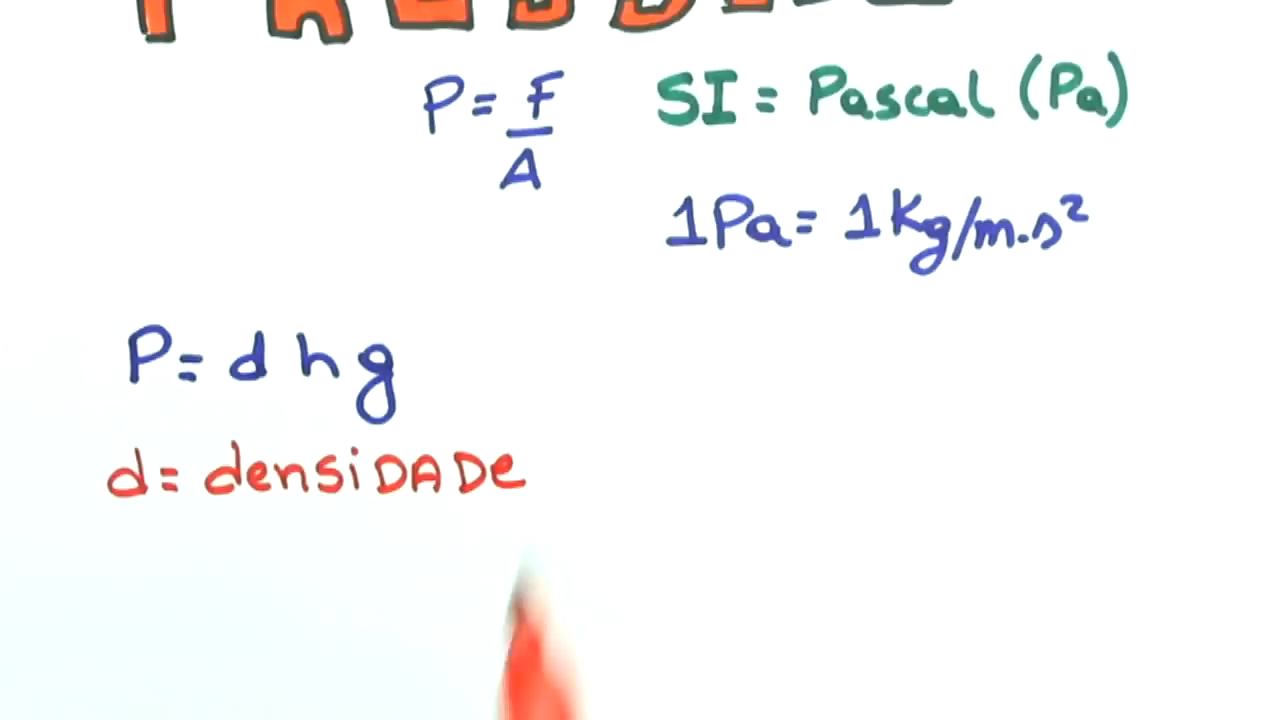 P = F/A
SI = Pascal (Pa)
1Pa = 1Kg/m.s²
P = d h g
d = densiDADe